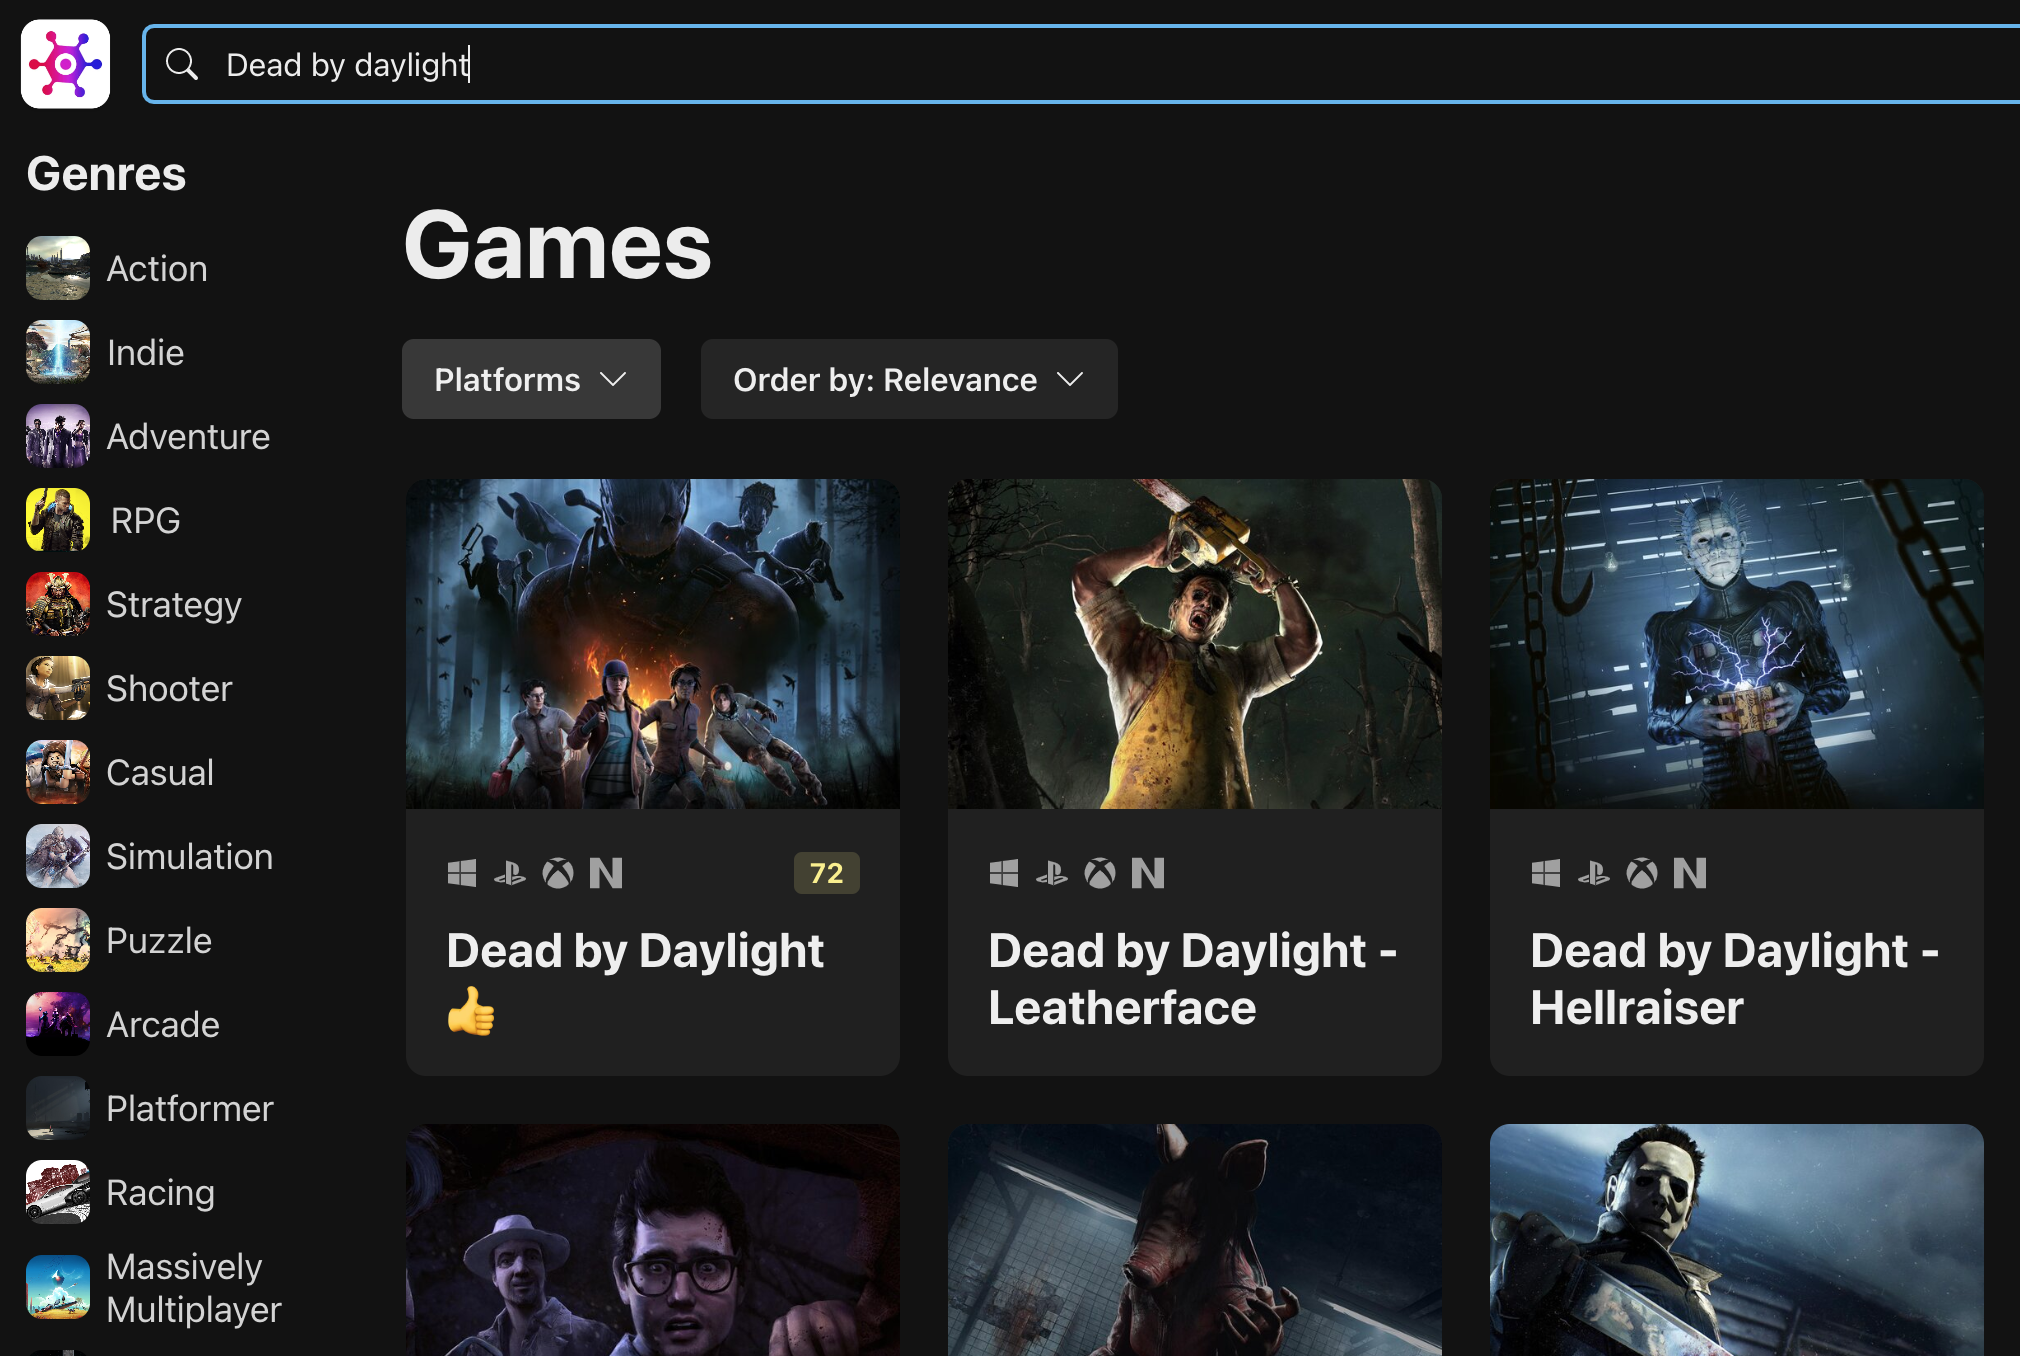 Dead by daylight
Genres
Action
Indie
Adventure
RPG
Strategy
Shooter
Casual
Simulation
Puzzle
Arcade
Platformer
Racing
Massively
Multiplayer
Games
Platforms
Order by: Relevance
72
Dead by Daylight
👍
Dead by Daylight -
Leatherface
Dead by Daylight -
Hellraiser